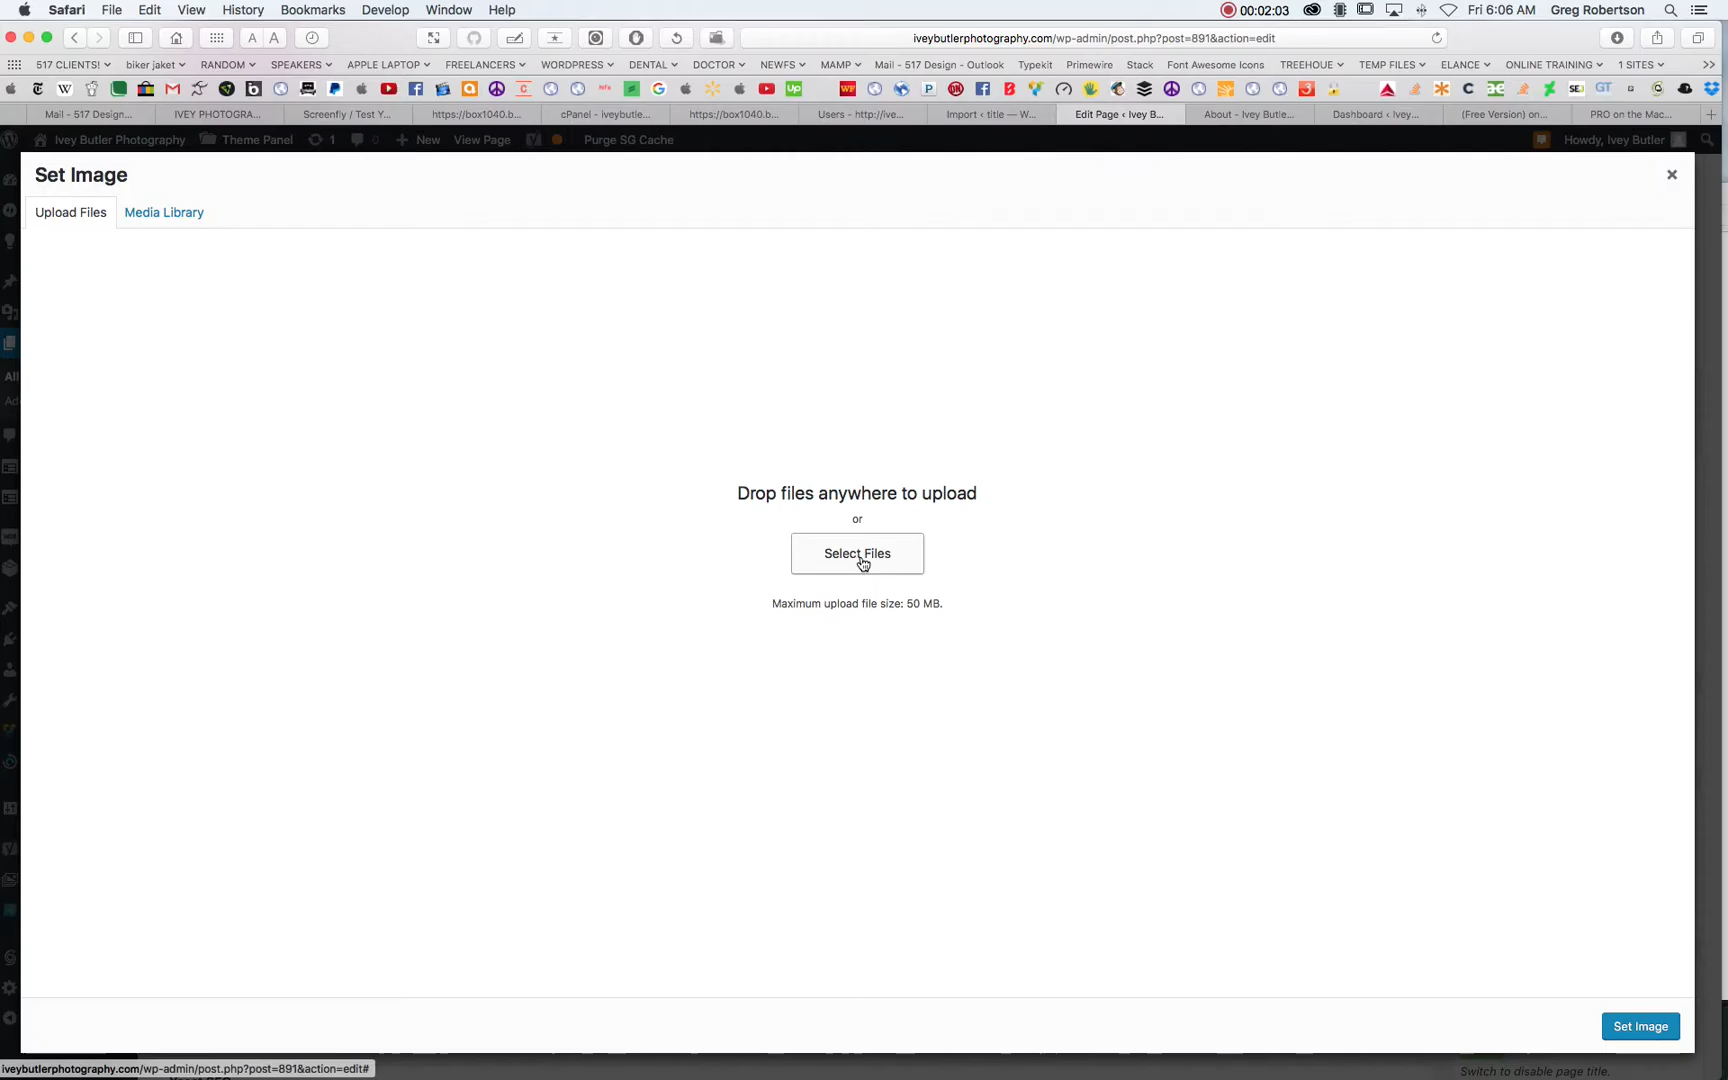 Safari File Edit View History Bookmarks Develop Window Help 00:02:03 Fri 6:06 AM Greg Robertson
A A iveybutlerphotography.com/wp-admin/post.php?post=891&action=edit
517 CLIENTS! biker jaket RANDOM SPEAKERS APPLE LAPTOP FREELANCERS WORDPRESS DENTAL DOCTOR NEWFS MAMP Mail - 517 Design - Outlook Typekit Primewire Stack Font Awesome Icons TREEHOUE TEMP FILES ELANCE ONLINE TRAINING 1 SITES
Mail - 517 Design... IVEY PHOTOGRA... Screenfly / Test Y... https://box1040.b... cPanel - iveybutle... https://box1040.b... Users - http://ive... Import ‹ title — W... Edit Page ‹ Ivey B... About - Ivey Butle... Dashboard ‹ Ivey... (Free Version) on... PRO on the Mac...
Ivey Butler Photography Theme Panel 1 0 New View Page Purge SG Cache Howdy, Ivey Butler
Set Image
Upload Files Media Library
All
Drop files anywhere to upload
or
Select Files
Maximum upload file size: 50 MB.
Set Image
iveybutlerphotography.com/wp-admin/post.php?post=891&action=edit#
Switch to disable page title.